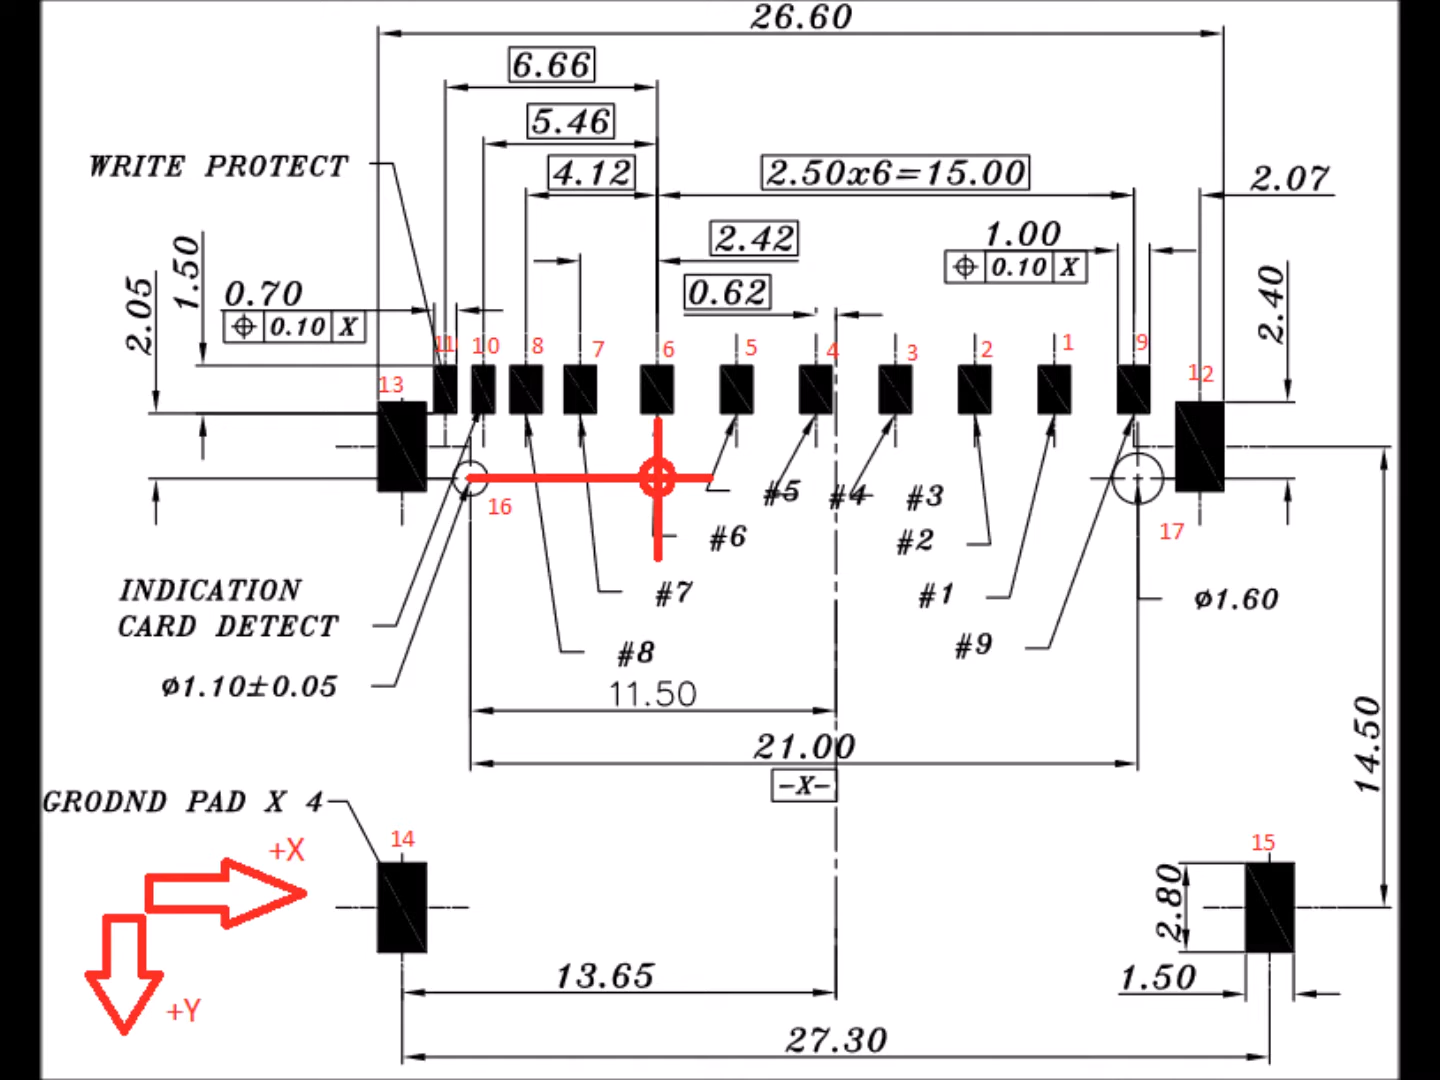 26.60
6.66
5.46
4.12
2.50x6=15.00
2.07
WRITE PROTECT
2.42
1.00
0.10 X
0.62
1.50
2.05
0.70
0.10 X
2.40
13 11 10 8 7 6 5 4 3 2 1 9 12
16
#5 #4 #3
17
#6
#2
INDICATION
CARD DETECT
#7
#1
ø1.60
#8
#9
ø1.10±0.05
11.50
21.00
-X-
14.50
GRODND PAD X 4
14
15
+X
2.80
13.65
1.50
+Y
27.30